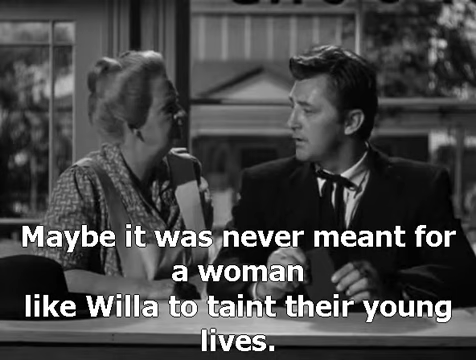 Maybe it was never meant for
a woman
like Willa to taint their young
lives.